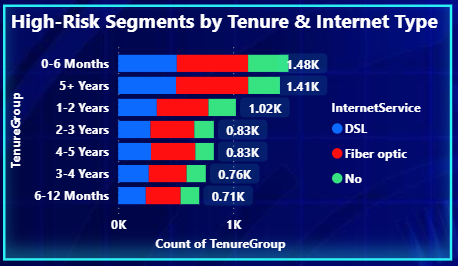 High-Risk Segments by Tenure & Internet Type
TenureGroup
0-6 Months 1.48K
5+ Years 1.41K
1-2 Years 1.02K
2-3 Years 0.83K
4-5 Years 0.83K
3-4 Years 0.76K
6-12 Months 0.71K
0K 1K
Count of TenureGroup
InternetService
DSL
Fiber optic
No